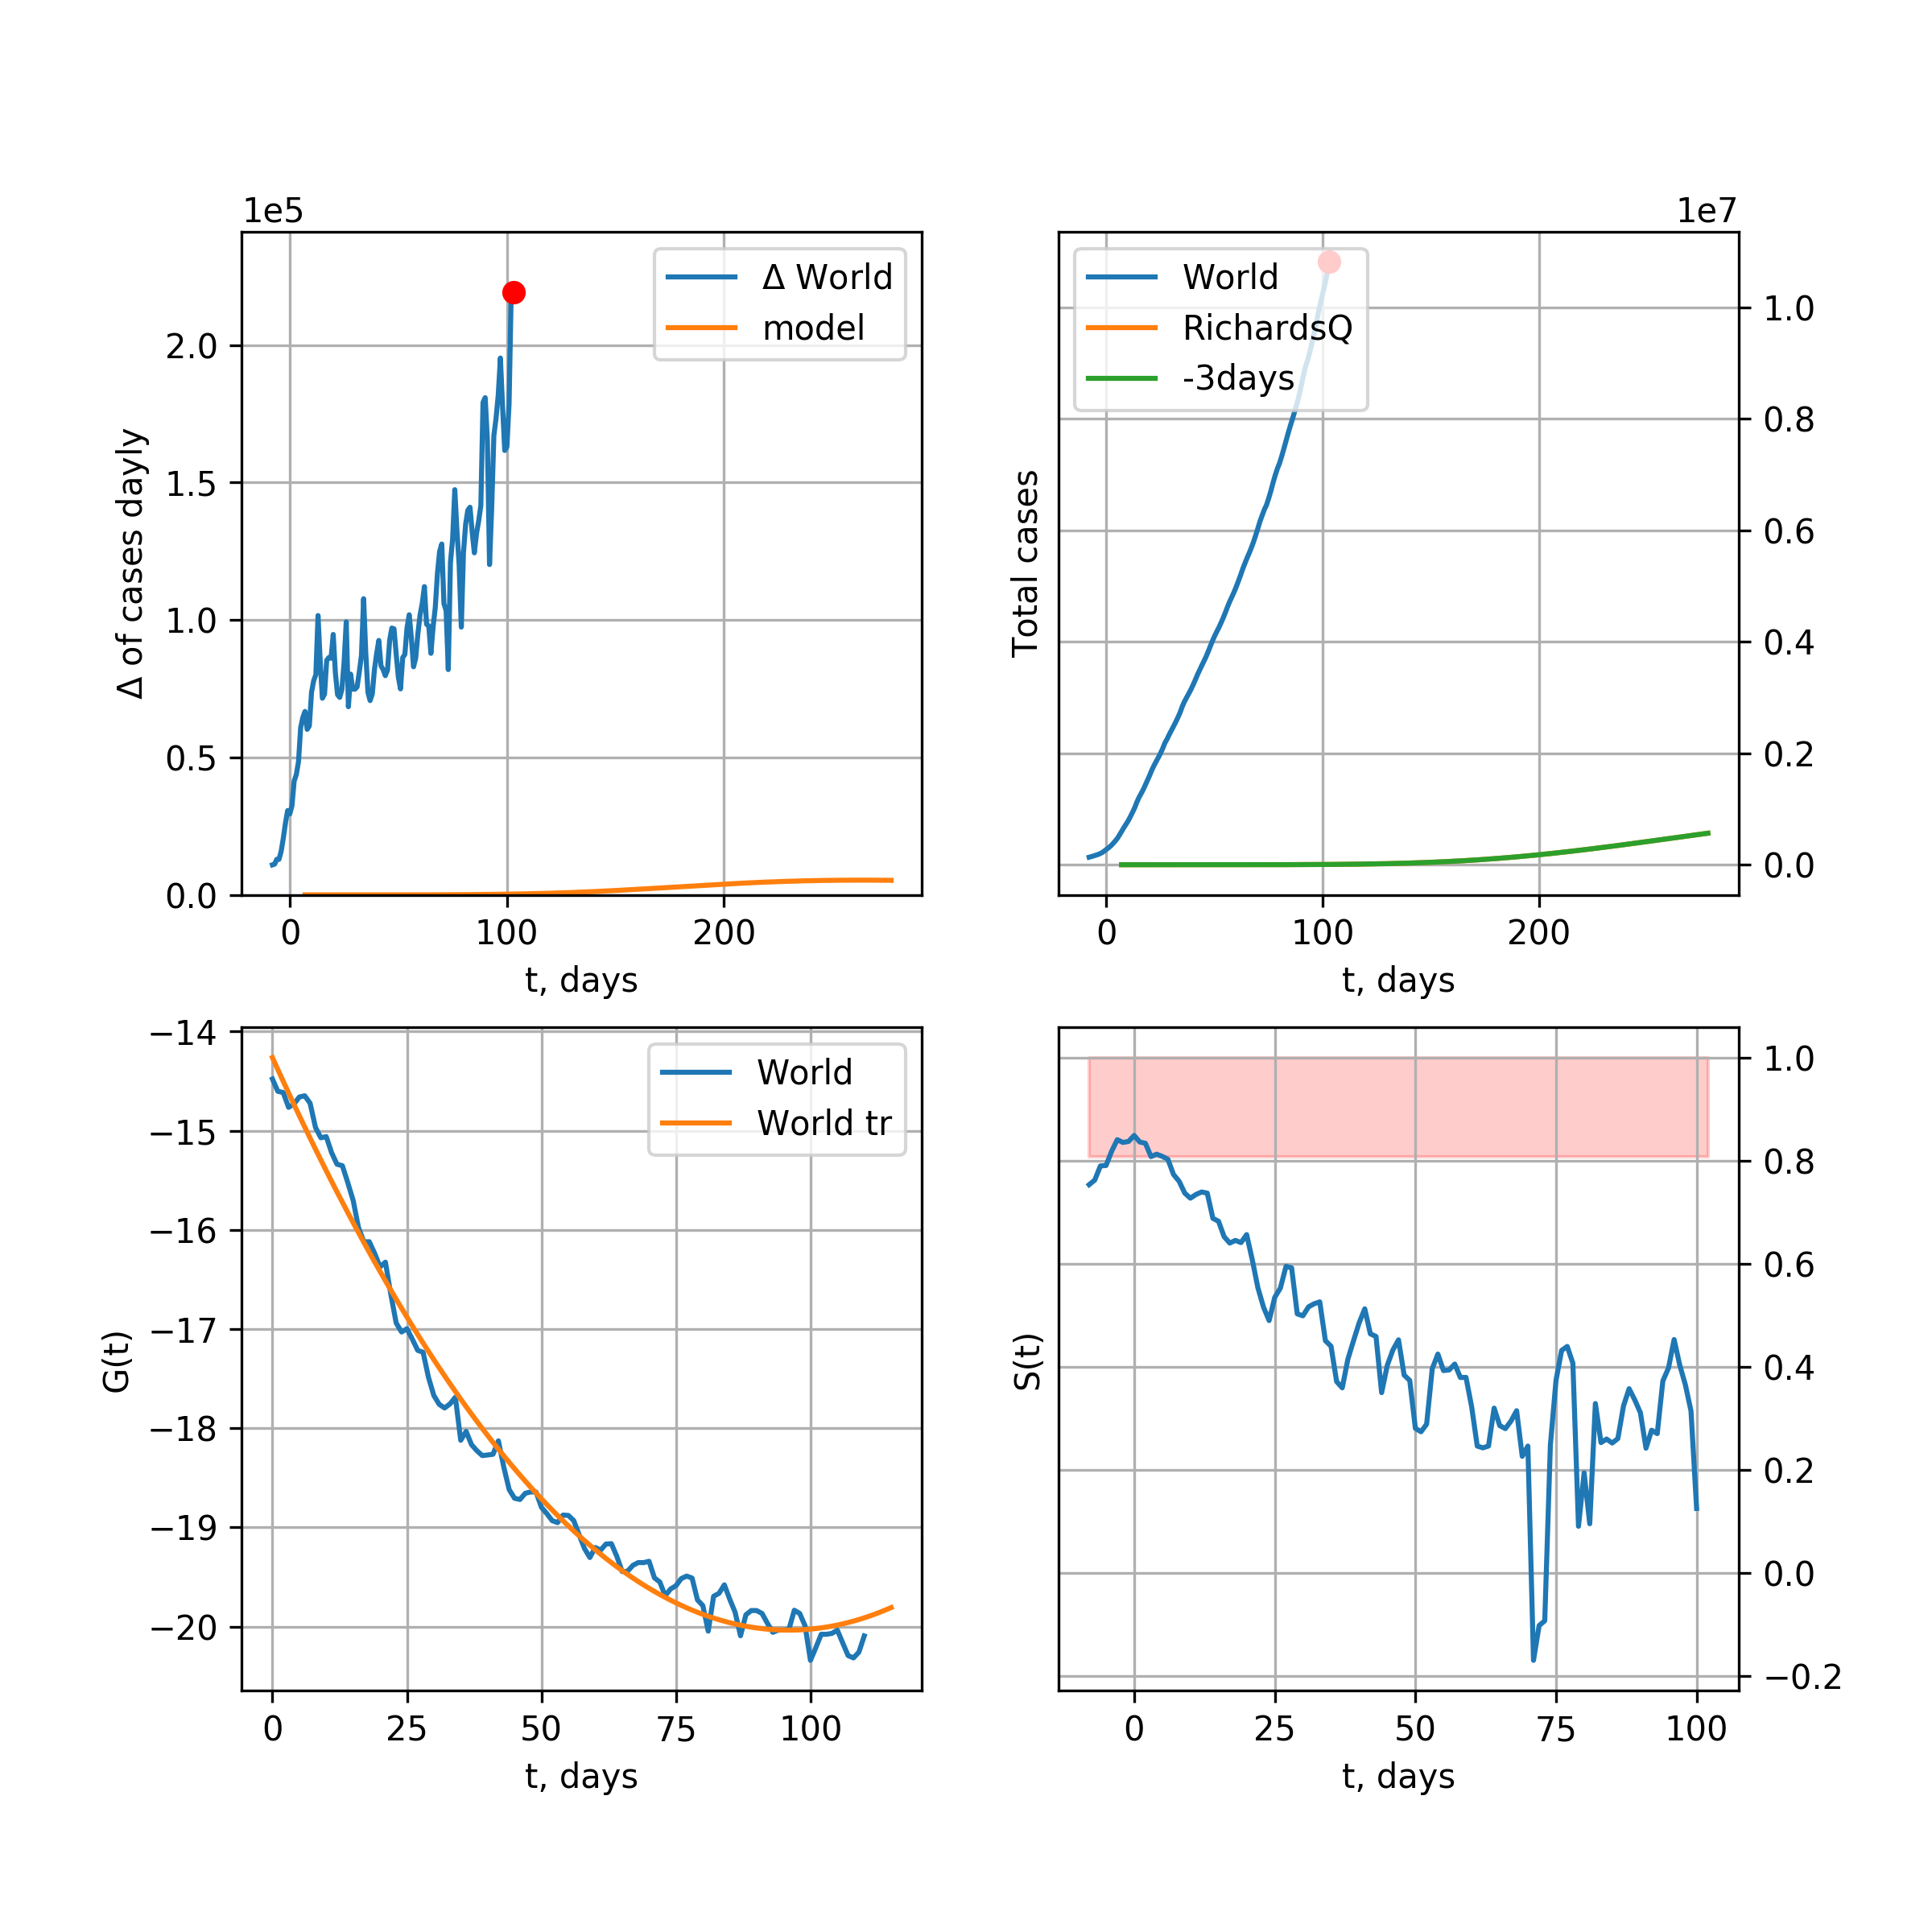 1e5
Δ of cases dayly
2.0
1.5
1.0
0.5
0.0
0 100 200
t, days
Δ World
model
1e7
Total cases
1.0
0.8
0.6
0.4
0.2
0.0
0 100 200
t, days
World
RichardsQ
-3days
G(t)
−14
−15
−16
−17
−18
−19
−20
0 25 50 75 100
t, days
World
World tr
S(t)
1.0
0.8
0.6
0.4
0.2
0.0
−0.2
0 25 50 75 100
t, days